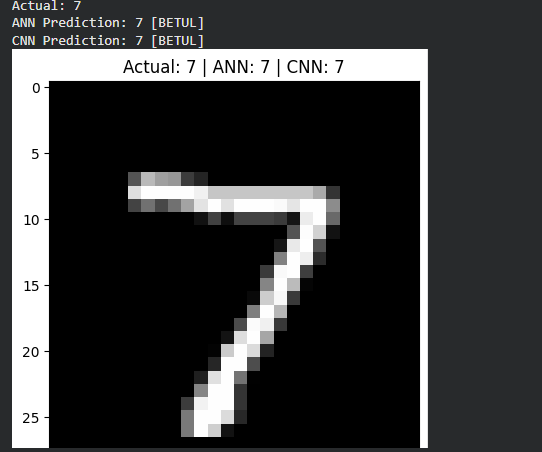 Actual: 7
ANN Prediction: 7 [BETUL]
CNN Prediction: 7 [BETUL]
Actual: 7 | ANN: 7 | CNN: 7
0
5
10
15
20
25
7